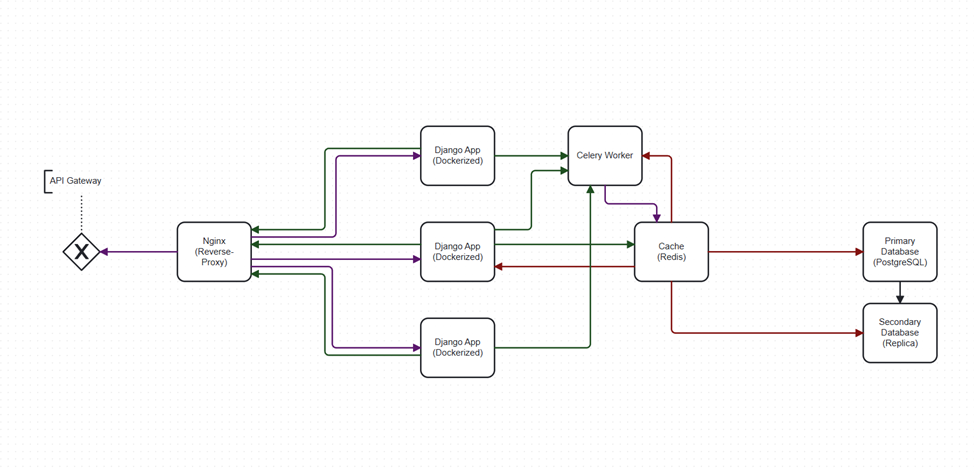 API Gateway
X
Nginx
(Reverse-
Proxy)
Django App
(Dockerized)
Django App
(Dockerized)
Django App
(Dockerized)
Celery Worker
Cache
(Redis)
Primary
Database
(PostgreSQL)
Secondary
Database
(Replica)